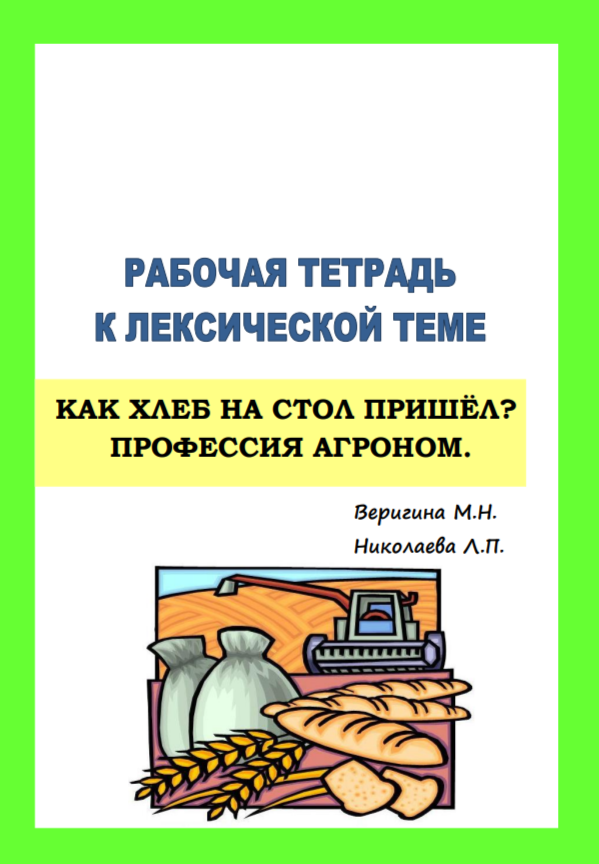 РАБОЧАЯ ТЕТРАДЬ
К ЛЕКСИЧЕСКОЙ ТЕМЕ
КАК ХЛЕБ НА СТОЛ ПРИШЁЛ?
ПРОФЕССИЯ АГРОНОМ.
Веригина М.Н.
Николаева Л.П.